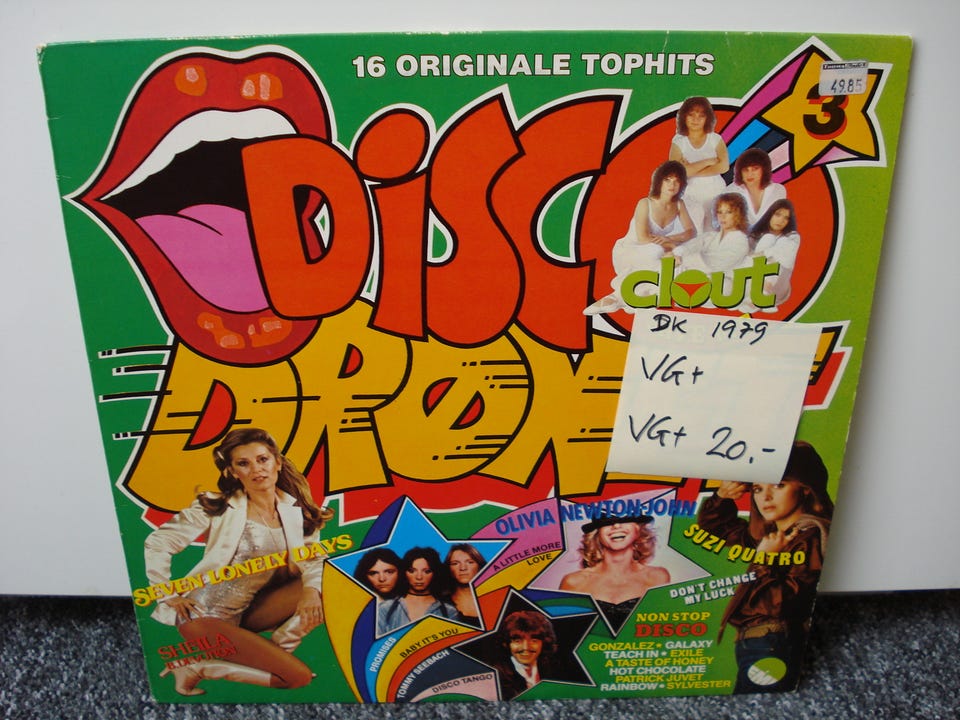 16 ORIGINALE TOPHITS
49.85
3
DISCO
clout
DK 1979
VG+
VG+ 20.-
OLIVIA NEWTON-JOHN
A LITTLE MORE
LOVE
SUZI QUATRO
SEVEN LONELY DAYS
DON'T CHANGE
MY LUCK
SHEILA
B. DEVOTION
PROMISES
BABY, IT'S YOU
TOMMY SEEBACH
DISCO TANGO
NON STOP
DISCO
GONZALEZ • GALAXY
TEACH IN • EXILE
A TASTE OF HONEY
HOT CHOCOLATE
PATRICK JUVET
RAINBOW • SYLVESTER